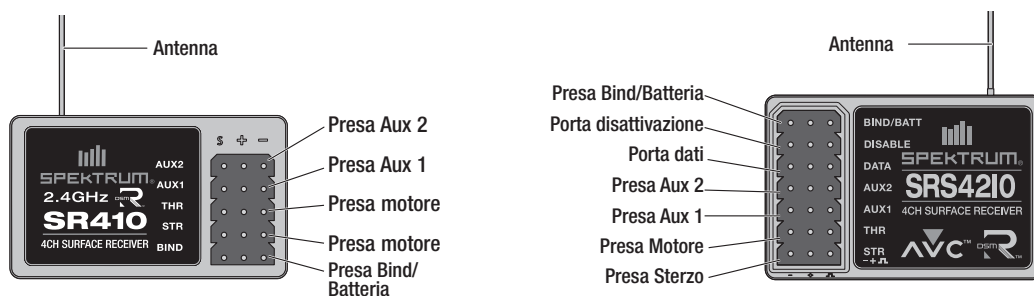 Antenna
Presa Aux 2
Presa Aux 1
Presa motore
Presa motore
Presa Bind/
Batteria
S + −
AUX2
AUX1
THR
STR
BIND
SPEKTRUM®
2.4GHz DSMR
SR410
4CH SURFACE RECEIVER
Antenna
Presa Bind/Batteria
Porta disattivazione
Porta dati
Presa Aux 2
Presa Aux 1
Presa Motore
Presa Sterzo
BIND/BATT
DISABLE
DATA
AUX2
AUX1
THR
STR
SPEKTRUM®
SRS4210
4CH SURFACE RECEIVER
AVC™ DSMR™
- +
- +